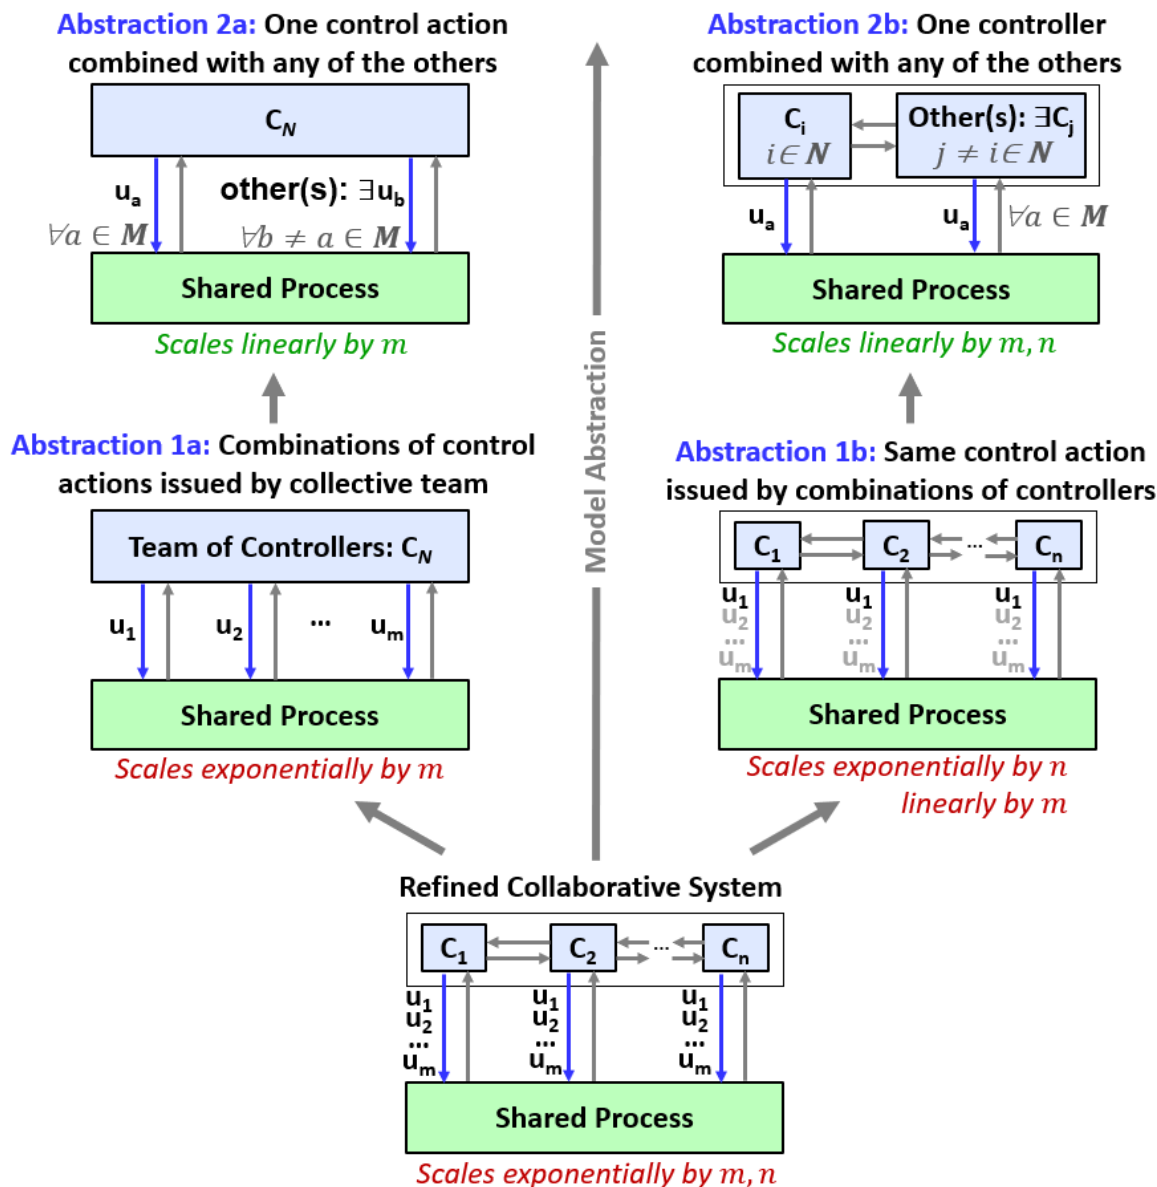 Abstraction 2a: One control action
combined with any of the others
C_N
u_a
∀a ∈ M
other(s): ∃u_b
∀b ≠ a ∈ M
Shared Process
Scales linearly by m
Abstraction 2b: One controller
combined with any of the others
C_i
i ∈ N
Other(s): ∃C_j
j ≠ i ∈ N
u_a
u_a
∀a ∈ M
Shared Process
Scales linearly by m, n
Model Abstraction
Abstraction 1a: Combinations of control
actions issued by collective team
Team of Controllers: C_N
u_1
u_2
...
u_m
Shared Process
Scales exponentially by m
Abstraction 1b: Same control action
issued by combinations of controllers
C_1
C_2
...
C_n
u_1 u_1 u_1
u_2 u_2 u_2
... ... ...
u_m u_m u_m
Shared Process
Scales exponentially by n
linearly by m
Refined Collaborative System
C_1
C_2
...
C_n
u_1 u_1 u_1
u_2 u_2 u_2
... ... ...
u_m u_m u_m
Shared Process
Scales exponentially by m, n